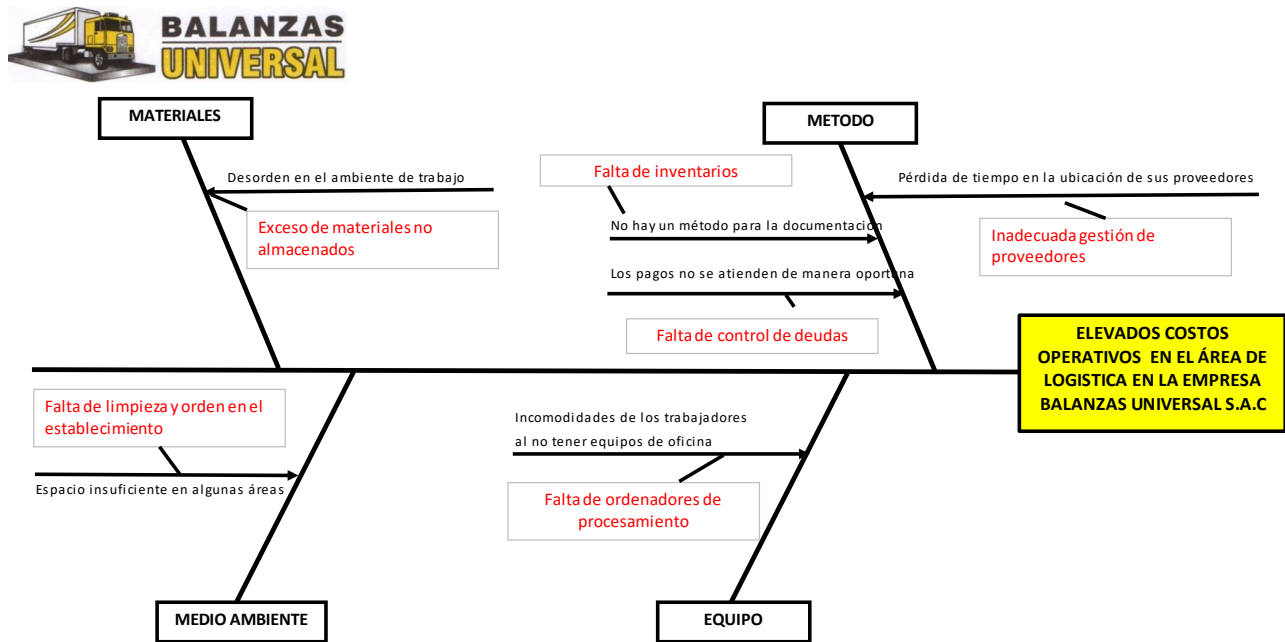 BALANZAS
UNIVERSAL
MATERIALES
METODO
Desorden en el ambiente de trabajo
Exceso de materiales no
almacenados
Falta de inventarios
No hay un método para la documentación
Los pagos no se atienden de manera oportuna
Falta de control de deudas
Pérdida de tiempo en la ubicación de sus proveedores
Inadecuada gestión de
proveedores
ELEVADOS COSTOS
OPERATIVOS EN EL ÁREA DE
LOGISTICA EN LA EMPRESA
BALANZAS UNIVERSAL S.A.C
Falta de limpieza y orden en el
establecimiento
Espacio insuficiente en algunas áreas
Incomodidades de los trabajadores
al no tener equipos de oficina
Falta de ordenadores de
procesamiento
MEDIO AMBIENTE
EQUIPO